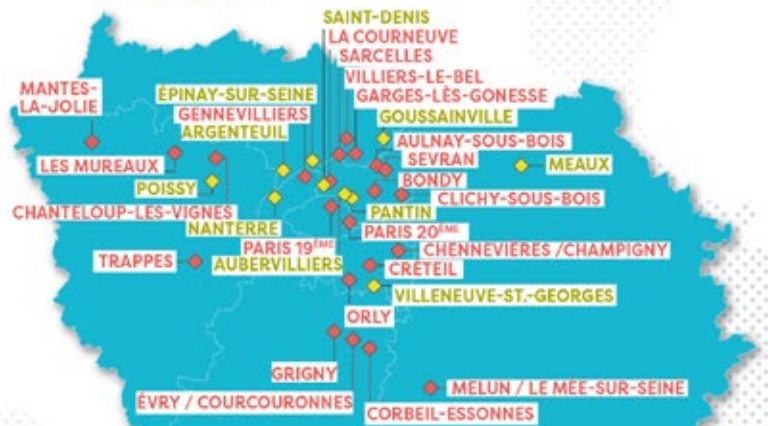 SAINT-DENIS
LA COURNEUVE
SARCELLES
VILLIERS-LE-BEL
GARGES-LÈS-GONESSE
GOUSSAINVILLE
MANTES-
LA-JOLIE
ÉPINAY-SUR-SEINE
GENNEVILLIERS
ARGENTEUIL
AULNAY-SOUS-BOIS
SEVRAN
BONDY
MEAUX
LES MUREAUX
POISSY
CLICHY-SOUS-BOIS
CHANTELOUP-LES-VIGNES
PANTIN
NANTERRE
PARIS 20ÈME
PARIS 19ÈME
CHENNEVIÈRES /CHAMPIGNY
TRAPPES
AUBERVILLIERS
CRÉTEIL
VILLENEUVE-ST.-GEORGES
ORLY
GRIGNY
MELUN / LE MÉE-SUR-SEINE
ÉVRY / COURCOURONNES
CORBEIL-ESSONNES